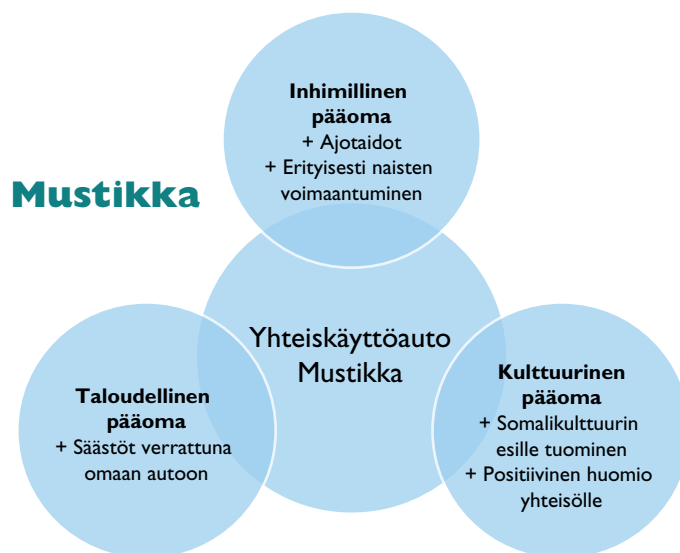 Inhimillinen
pääoma
+ Ajotaidot
+ Erityisesti naisten
voimaantuminen
Mustikka
Yhteiskäyttöauto
Mustikka
Taloudellinen
pääoma
+ Säästöt verrattuna
omaan autoon
Kulttuurinen
pääoma
+ Somalikulttuurin
esille tuominen
+ Positiivinen huomio
yhteisölle